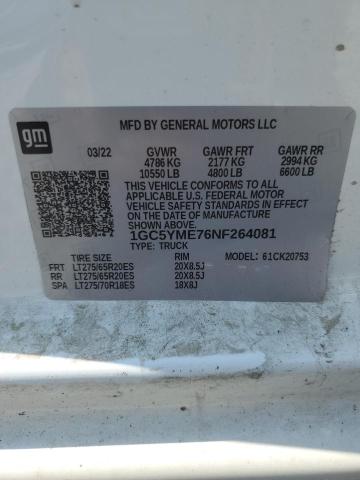 gm
MFD BY GENERAL MOTORS LLC
03/22 GVWR GAWR FRT GAWR RR
4786 KG 2177 KG 2994 KG
10550 LB 4800 LB 6600 LB
THIS VEHICLE CONFORMS TO ALL
APPLICABLE U.S. FEDERAL MOTOR
VEHICLE SAFETY STANDARDS IN EFFECT
ON THE DATE OF MANUFACTURE
SHOWN ABOVE.
1GC5YME76NF264081
TYPE: TRUCK
TIRE SIZE RIM MODEL: 61CK20753
FRT LT275/65R20ES 20X8.5J
RR LT275/65R20ES 20X8.5J
SPA LT275/70R18ES 18X8J